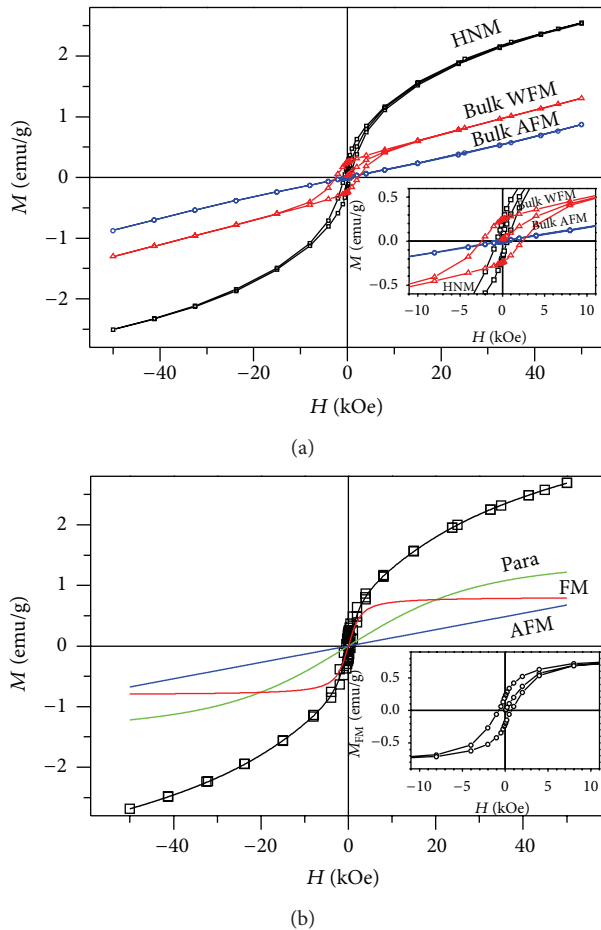 2
1
0
−1
−2
M (emu/g)
HNM
Bulk WFM
Bulk AFM
0.5
0.0
−0.5
M (emu/g)
Bulk WFM
Bulk AFM
HNM
−10 −5 0 5 10
H (kOe)
−40 −20 0 20 40
H (kOe)
(a)
2
1
0
−1
−2
M (emu/g)
Para
FM
AFM
0.5
0.0
−0.5
MFM (emu/g)
−10 −5 0 5 10
H (kOe)
−40 −20 0 20 40
H (kOe)
(b)